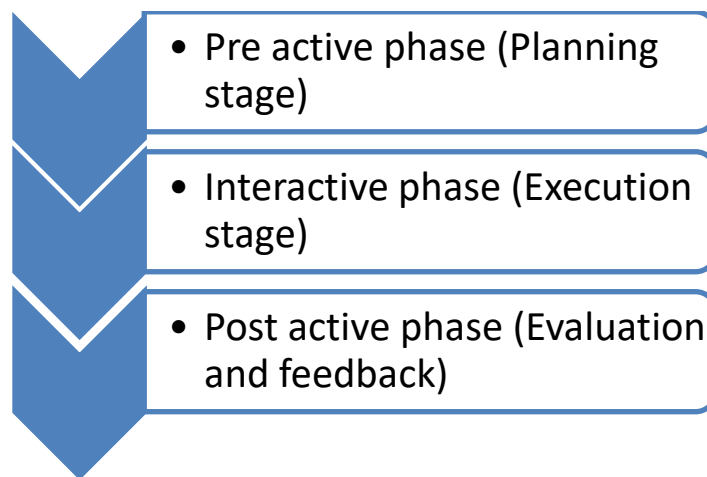 • Pre active phase (Planning
stage)
• Interactive phase (Execution
stage)
• Post active phase (Evaluation
and feedback)